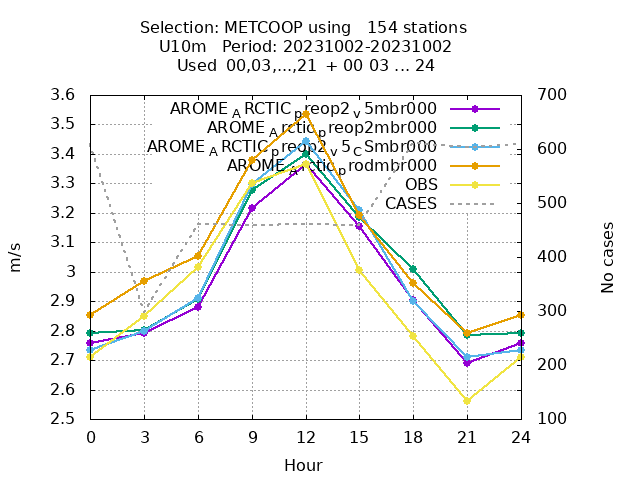 Selection: METCOOP using   154 stations
U10m   Period: 20231002-20231002
Used  00,03,...,21  + 00 03 ... 24
3.6
3.5
3.4
3.3
3.2
3.1
3
2.9
2.8
2.7
2.6
2.5
m/s
700
600
500
400
300
200
100
No cases
AROME_ARCTIC_preop2_v5mbr000
AROME_Arctic_preop2mbr000
AROME_ARCTIC_preop2_v5_CSmbr000
AROME_Arctic_prodmbr000
OBS
CASES
0 3 6 9 12 15 18 21 24
Hour